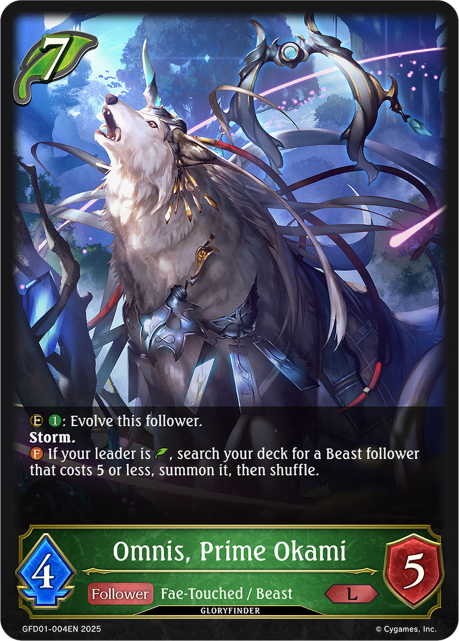 7
E 1: Evolve this follower.
Storm.
F If your leader is , search your deck for a Beast follower
that costs 5 or less, summon it, then shuffle.
Omnis, Prime Okami
4
Follower Fae-Touched / Beast L
5
GLORYFINDER
GFD01-004EN 2025 © Cygames, Inc.